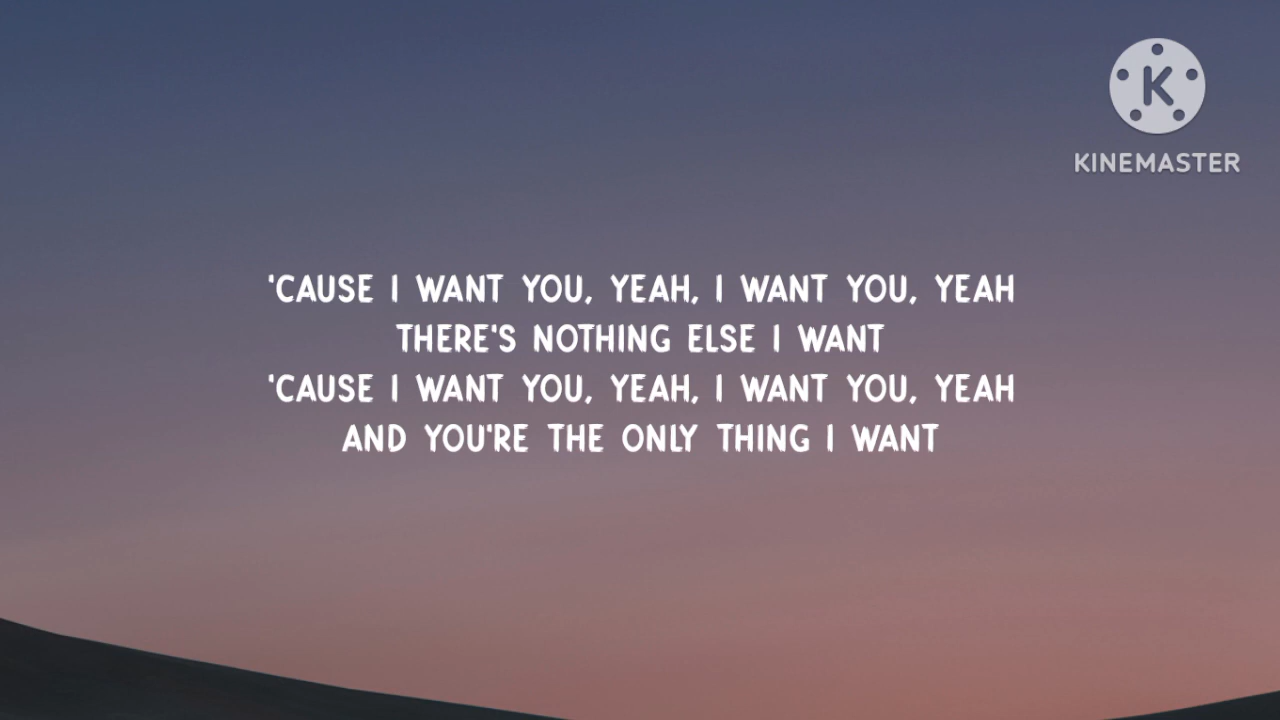 K
KINEMASTER
'CAUSE I WANT YOU, YEAH, I WANT YOU, YEAH
THERE'S NOTHING ELSE I WANT
'CAUSE I WANT YOU, YEAH, I WANT YOU, YEAH
AND YOU'RE THE ONLY THING I WANT